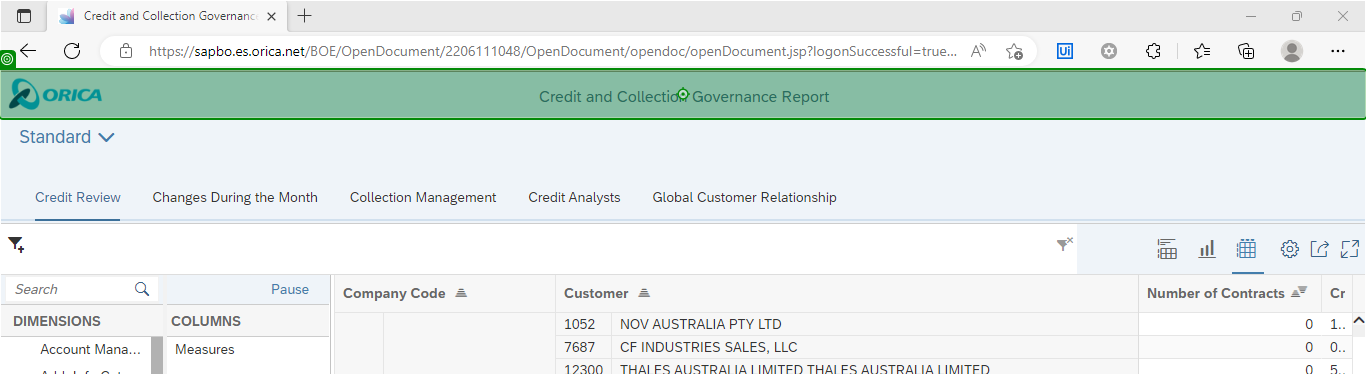 Credit and Collection Governance
https://sapbo.es.orica.net/BOE/OpenDocument/2206111048/OpenDocument/opendoc/openDocument.jsp?logonSuccessful=true...
Ui
ORICA
Credit and Collection Governance Report
Standard
Credit Review Changes During the Month Collection Management Credit Analysts Global Customer Relationship
Search Pause Company Code Customer Number of Contracts Cr
DIMENSIONS COLUMNS
1052 NOV AUSTRALIA PTY LTD 0 1..
Account Mana... Measures
7687 CF INDUSTRIES SALES, LLC 0 0..
12300 THALES AUSTRALIA LIMITED THALES AUSTRALIA LIMITED 0 5..